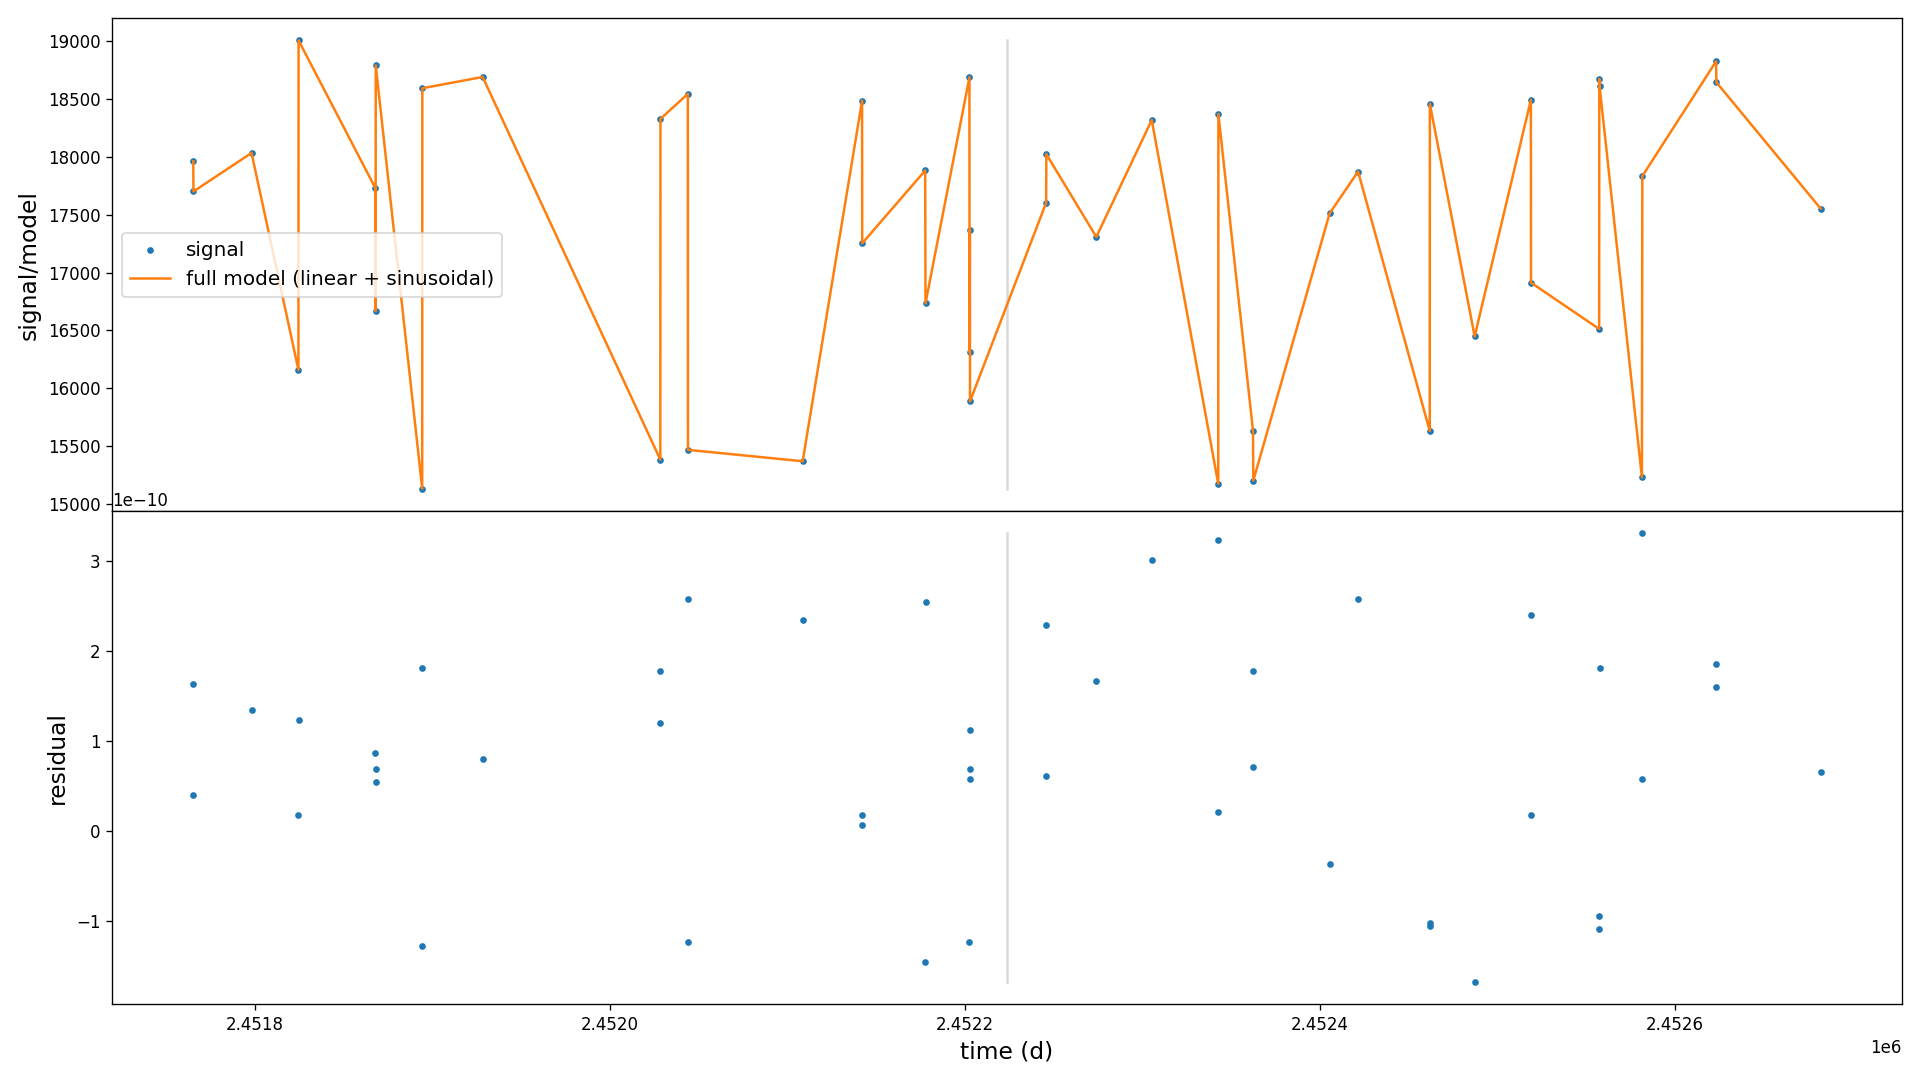 19000
18500
18000
17500
17000
16500
16000
15500
15000
signal/model
signal
full model (linear + sinusoidal)
1e−10
3
2
1
0
−1
residual
2.4518
2.4520
2.4522
2.4524
2.4526
time (d)
1e6